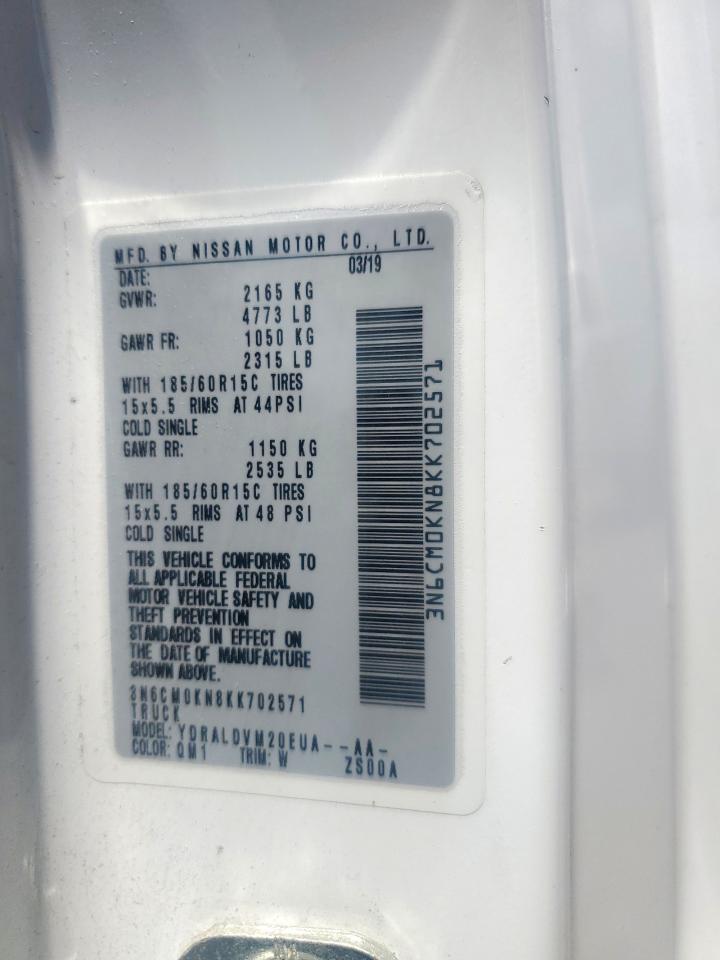 MFD. BY NISSAN MOTOR CO., LTD.
DATE: 03/19
GVWR: 2165 KG
4773 LB
GAWR FR: 1050 KG
2315 LB
WITH 185/60R15C TIRES
15x5.5 RIMS AT 44PSI
COLD SINGLE
GAWR RR: 1150 KG
2535 LB
WITH 185/60R15C TIRES
15x5.5 RIMS AT 48 PSI
COLD SINGLE
THIS VEHICLE CONFORMS TO
ALL APPLICABLE FEDERAL
MOTOR VEHICLE SAFETY AND
THEFT PREVENTION
STANDARDS IN EFFECT ON
THE DATE OF MANUFACTURE
SHOWN ABOVE.
3N6CM0KN8KK702571
TRUCK
MODEL: YDRALDVM20EUA--AA-
COLOR: QM1 TRIM: W ZS00A
3N6CM0KN8KK702571